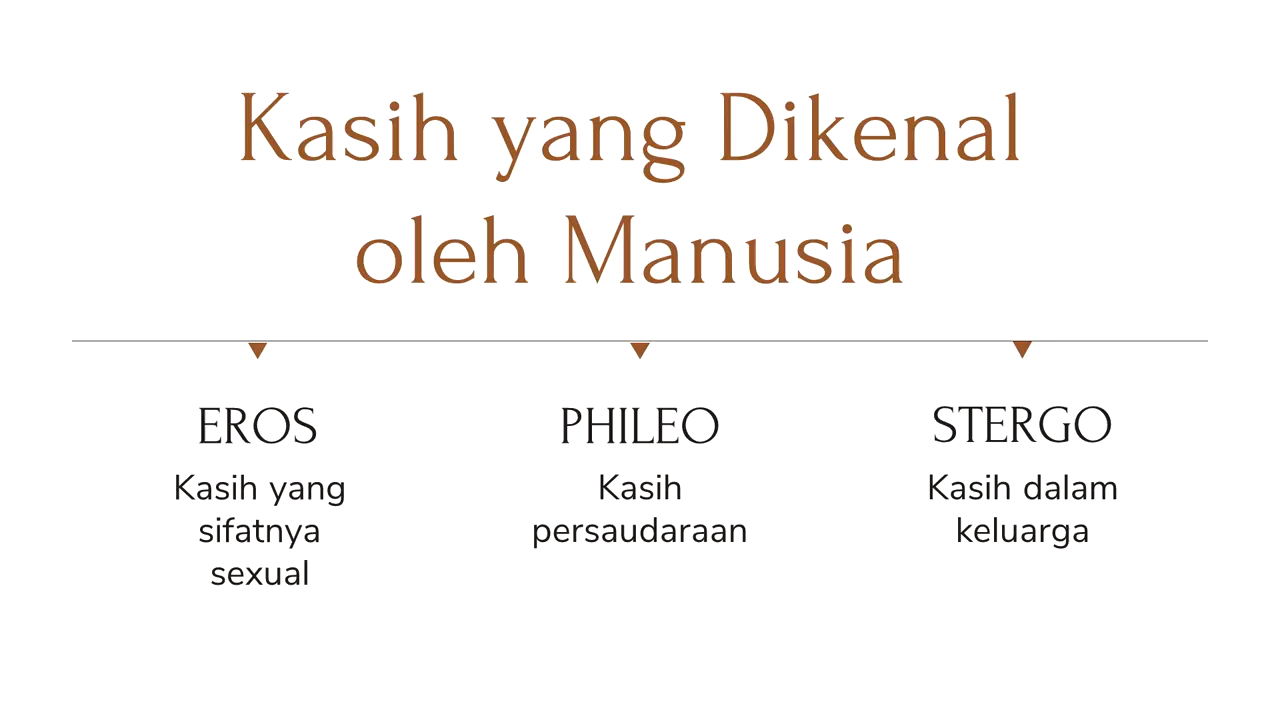 Kasih yang Dikenal
oleh Manusia
EROS
Kasih yang
sifatnya
sexual
PHILEO
Kasih
persaudaraan
STERGO
Kasih dalam
keluarga